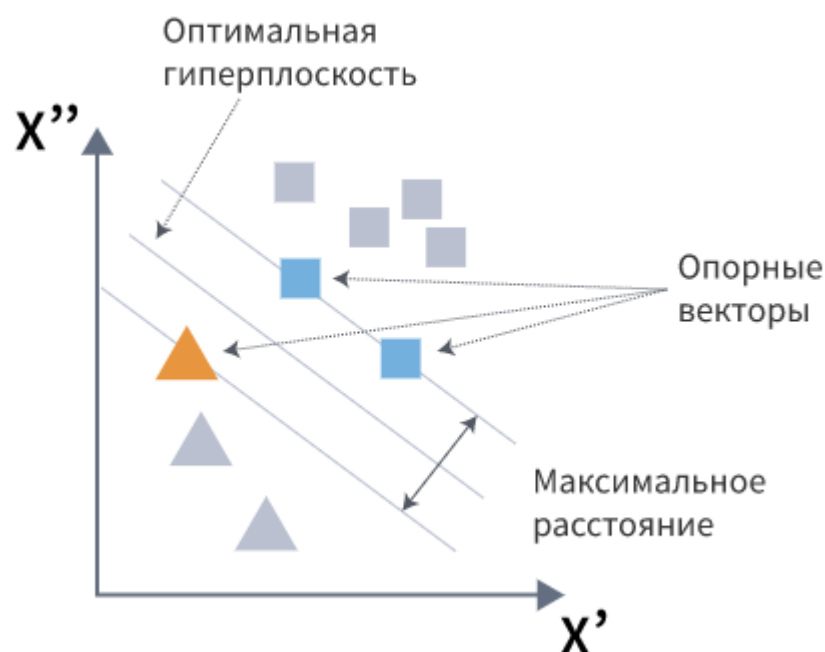 Оптимальная
гиперплоскость
X’’
Опорные
векторы
Максимальное
расстояние
X’